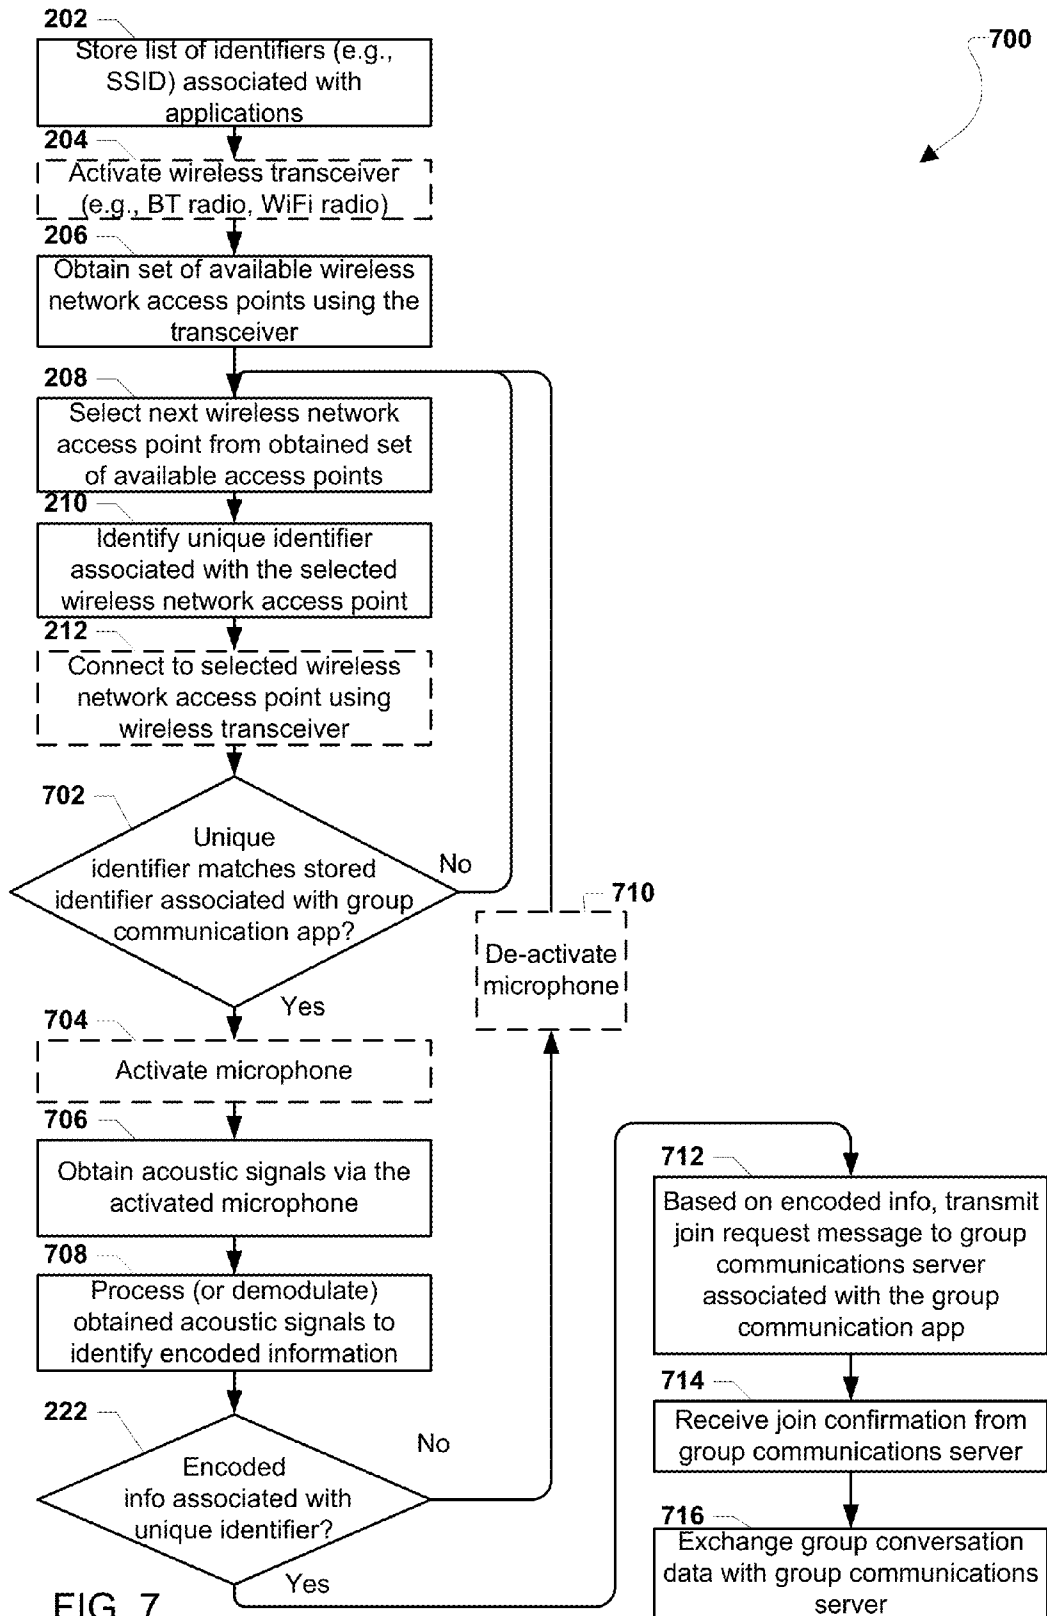 202
Store list of identifiers (e.g.,
SSID) associated with
applications
700
204
Activate wireless transceiver
(e.g., BT radio, WiFi radio)
206
Obtain set of available wireless
network access points using the
transceiver
208
Select next wireless network
access point from obtained set
of available access points
210
Identify unique identifier
associated with the selected
wireless network access point
212
Connect to selected wireless
network access point using
wireless transceiver
702
Unique
identifier matches stored
identifier associated with group
communication app?
No
Yes
710
De-activate
microphone
704
Activate microphone
706
Obtain acoustic signals via the
activated microphone
708
Process (or demodulate)
obtained acoustic signals to
identify encoded information
222
Encoded
info associated with
unique identifier?
No
Yes
712
Based on encoded info, transmit
join request message to group
communications server
associated with the group
communication app
714
Receive join confirmation from
group communications server
716
Exchange group conversation
data with group communications
server
FIG. 7